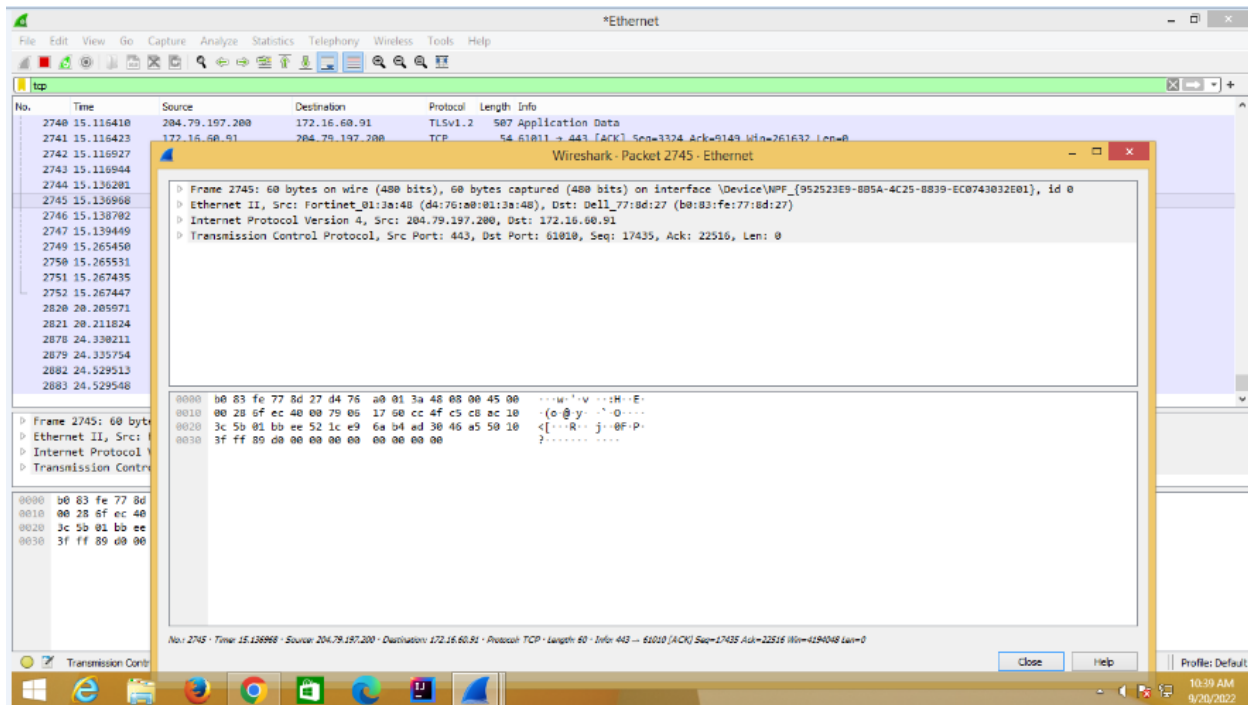 *Ethernet
File Edit View Go Capture Analyze Statistics Telephony Wireless Tools Help
tcp
No. Time Source Destination Protocol Length Info
2740 15.116410 204.79.197.200 172.16.60.91 TLSv1.2 507 Application Data
2741 15.116423 172.16.60.91 204.79.197.200 TCP 54 61011 → 443 [ACK] Seq=3324 Ack=9149 Win=261632 Len=0
2742 15.116927
2743 15.116944
2744 15.136201
2745 15.136968
2746 15.138702
2747 15.139449
2749 15.265450
2750 15.265531
2751 15.267435
2752 15.267447
2820 20.205971
2821 20.211824
2878 24.330211
2879 24.335754
2882 24.529513
2883 24.529548
Frame 2745: 60 byte
Ethernet II, Src:
Internet Protocol
Transmission Contr
0000 b0 83 fe 77 8d
0010 00 28 6f ec 40
0020 3c 5b 01 bb ee
0030 3f ff 89 d0 00
Wireshark · Packet 2745 · Ethernet
Frame 2745: 60 bytes on wire (480 bits), 60 bytes captured (480 bits) on interface \Device\NPF_{952523E9-885A-4C25-8839-EC0743032E01}, id 0
Ethernet II, Src: Fortinet_01:3a:48 (d4:76:a0:01:3a:48), Dst: Dell_77:8d:27 (b0:83:fe:77:8d:27)
Internet Protocol Version 4, Src: 204.79.197.200, Dst: 172.16.60.91
Transmission Control Protocol, Src Port: 443, Dst Port: 61010, Seq: 17435, Ack: 22516, Len: 0
0000 b0 83 fe 77 8d 27 d4 76 a0 01 3a 48 08 00 45 00 ···w·'·v ··:H··E·
0010 00 28 6f ec 40 00 79 06 17 60 cc 4f c5 c8 ac 10 ·(o·@·y· ·`·O····
0020 3c 5b 01 bb ee 52 1c e9 6a b4 ad 30 46 a5 50 10 <[···R·· j··0F·P·
0030 3f ff 89 d0 00 00 00 00 00 00 00 00 ?······· ····
No.: 2745 · Time: 15.136968 · Source: 204.79.197.200 · Destination: 172.16.60.91 · Protocol: TCP · Length: 60 · Info: 443 → 61010 [ACK] Seq=17435 Ack=22516 Win=4194048 Len=0
Close Help
Transmission Contr
Profile: Default
10:39 AM
9/20/2022